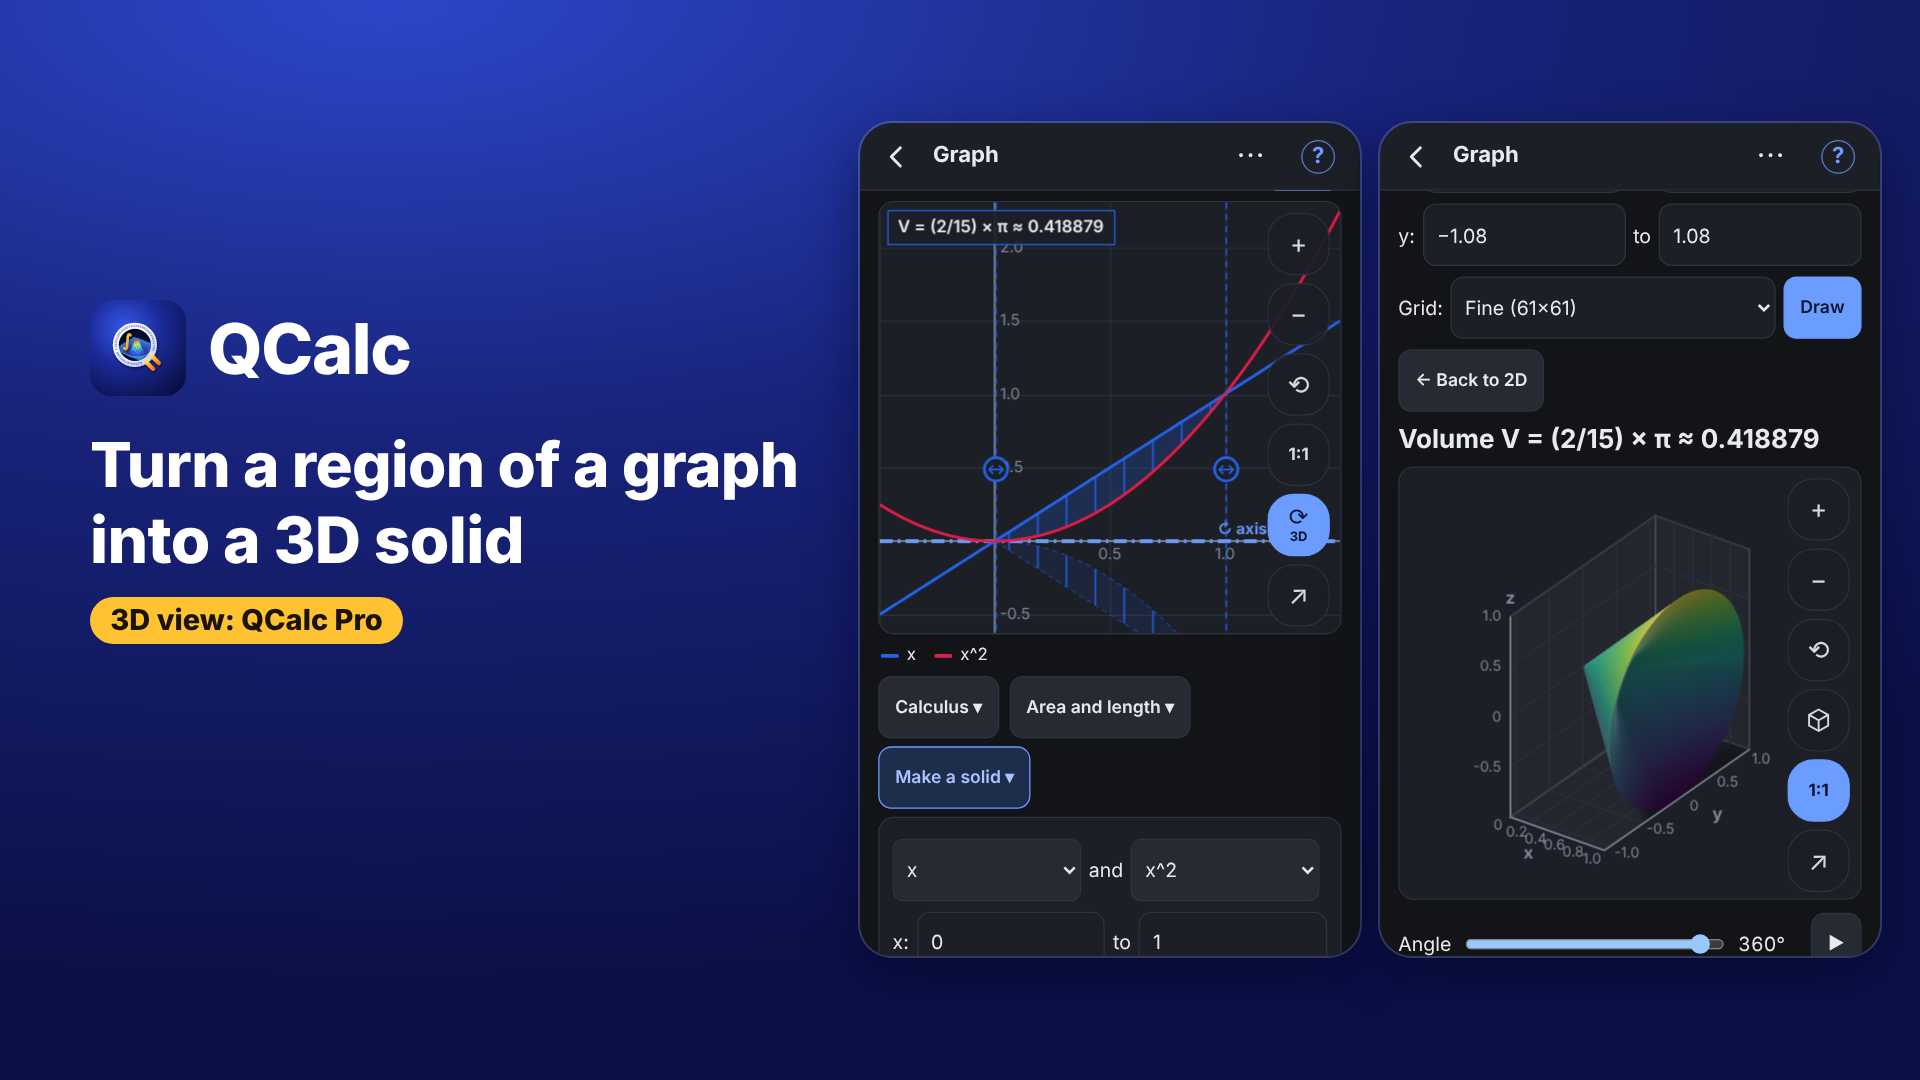 QCalc
Turn a region of a graph
into a 3D solid
3D view: QCalc Pro
Graph
?
V = (2/15) × π ≈ 0.418879
2.0
1.5
1.0
.5
-0.5
0.5
1.0
axis
+
−
1:1
3D
x x^2
Calculus ▾
Area and length ▾
Make a solid ▾
x and x^2
x: 0 to 1
Graph
?
y: −1.08 to 1.08
Grid: Fine (61×61) Draw
← Back to 2D
Volume V = (2/15) × π ≈ 0.418879
z
1.0
0.5
0
-0.5
0 0.2 0.4 0.6 0.8 1.0
x
-1.0 -0.5 0 0.5 1.0
y
+
−
1:1
Angle 360°